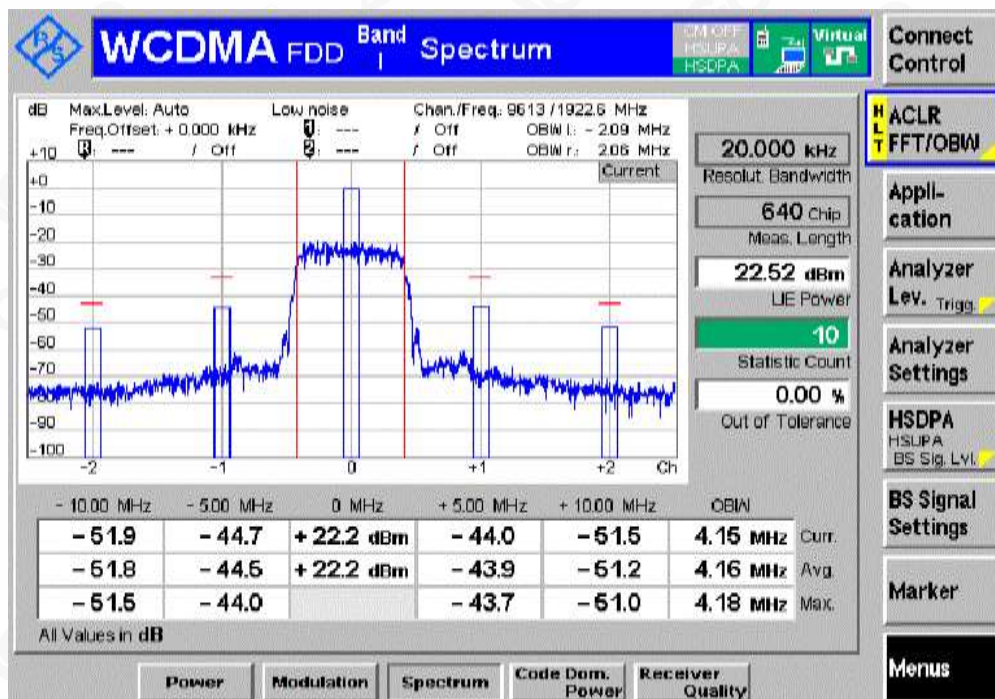 R S
WCDMA FDD Band I Spectrum
CM OFF
HSUPA
HSDPA
Virtual
Connect Control
dB Max.Level: Auto Low noise Chan./Freq.: 9613 / 1922.6 MHz
Freq.Offset: + 0.000 kHz 1: --- / Off OBW l.: - 2.09 MHz
R: --- / Off 2: --- / Off OBW r.: 2.06 MHz
Current
+10
+0
-10
-20
-30
-40
-50
-60
-70
-80
-90
-100
-2 -1 0 +1 +2 Ch
20.000 kHz
Resolut. Bandwidth
640 Chip
Meas. Length
22.52 dBm
UE Power
10
Statistic Count
0.00 %
Out of Tolerance
HLT
ACLR
FFT/OBW
Appli-
cation
Analyzer
Lev. Trigg.
Analyzer
Settings
HSDPA
HSUPA
BS Sig. Lvl.
BS Signal
Settings
Marker
Menus
- 10.00 MHz - 5.00 MHz 0 MHz + 5.00 MHz + 10.00 MHz OBW
- 51.9 - 44.7 + 22.2 dBm - 44.0 - 51.5 4.15 MHz Curr.
- 51.8 - 44.5 + 22.2 dBm - 43.9 - 51.2 4.16 MHz Avg.
- 51.5 - 44.0 - 43.7 - 51.0 4.18 MHz Max.
All Values in dB
Power
Modulation
Spectrum
Code Dom.
Power
Receiver
Quality